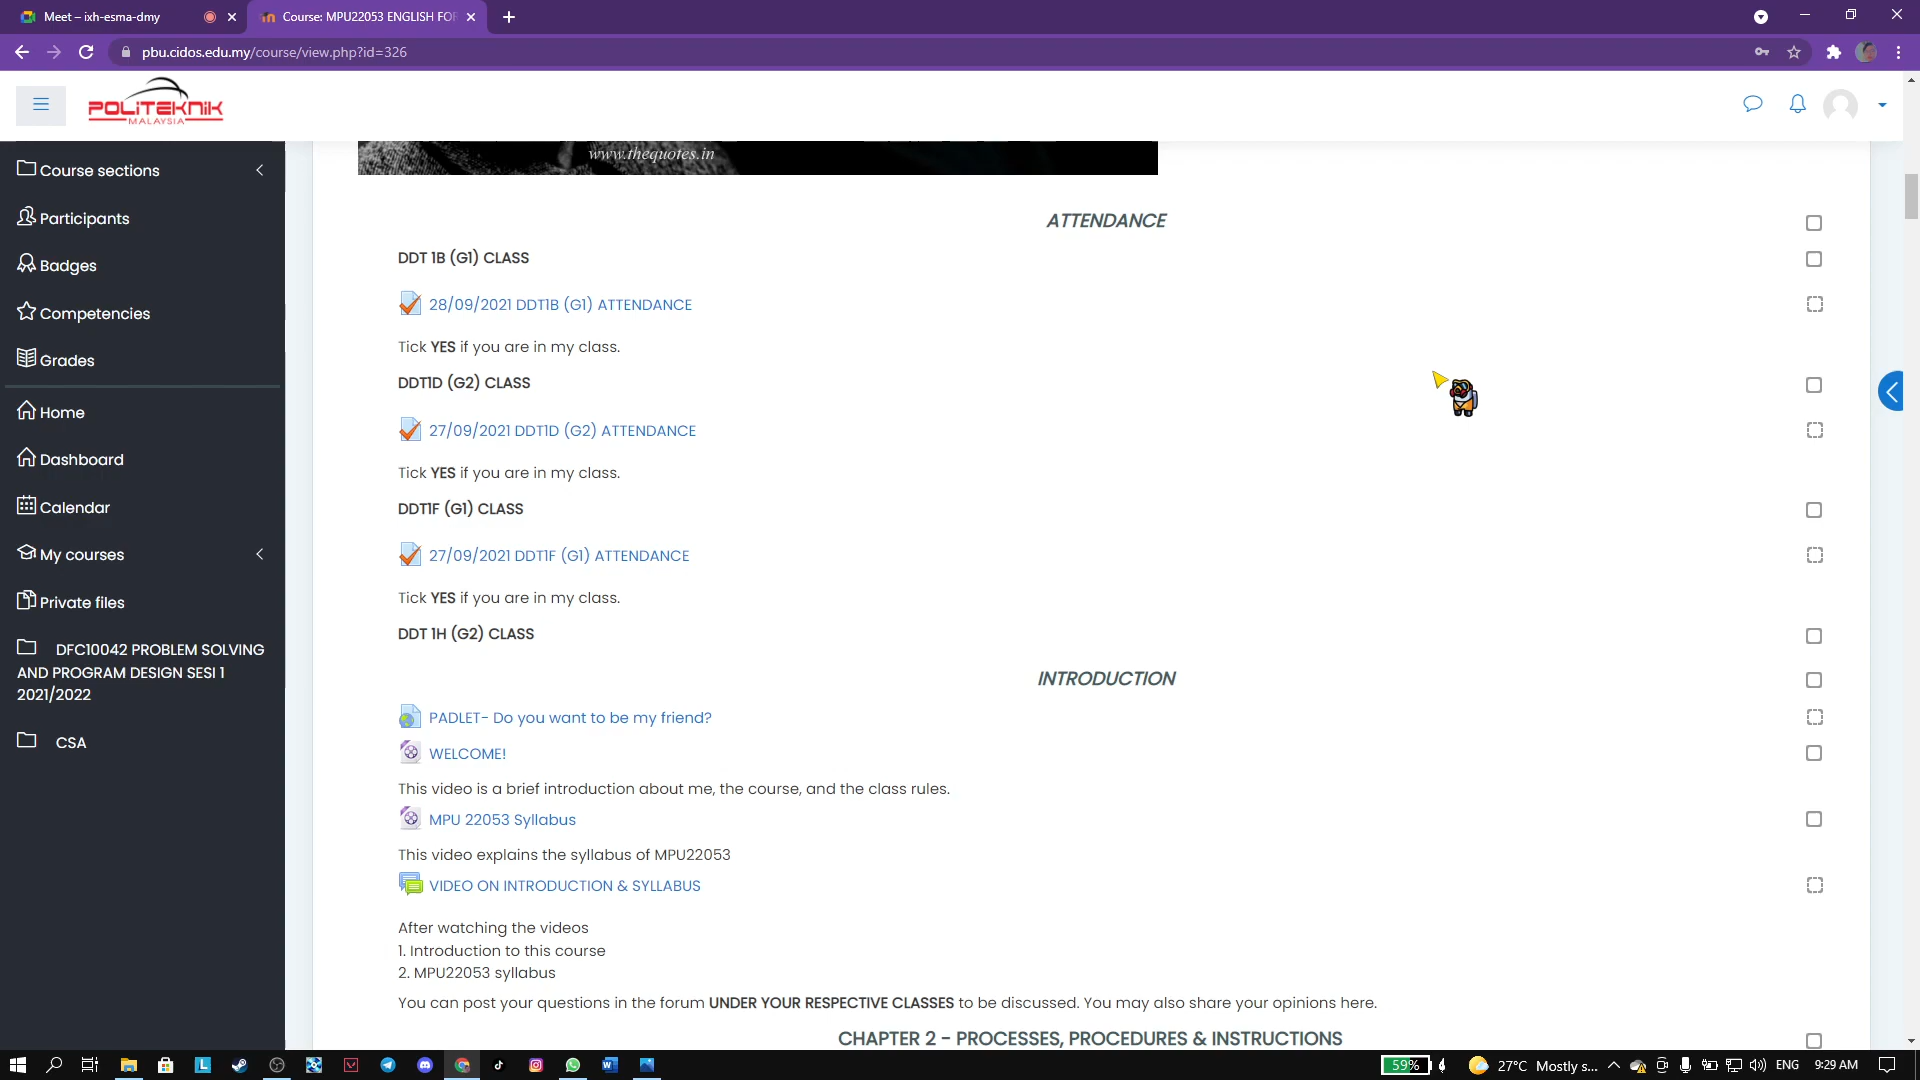 Meet – ixh-esma-dmy
Course: MPU22053 ENGLISH FOR
pbu.cidos.edu.my/course/view.php?id=326
POLITEKNIK
MALAYSIA
www.thequotes.in
Course sections
Participants
Badges
Competencies
Grades
Home
Dashboard
Calendar
My courses
Private files
DFC10042 PROBLEM SOLVING
AND PROGRAM DESIGN SESI 1
2021/2022
CSA
ATTENDANCE
DDT 1B (G1) CLASS
28/09/2021 DDT1B (G1) ATTENDANCE
Tick YES if you are in my class.
DDT1D (G2) CLASS
27/09/2021 DDT1D (G2) ATTENDANCE
Tick YES if you are in my class.
DDT1F (G1) CLASS
27/09/2021 DDT1F (G1) ATTENDANCE
Tick YES if you are in my class.
DDT 1H (G2) CLASS
INTRODUCTION
PADLET- Do you want to be my friend?
WELCOME!
This video is a brief introduction about me, the course, and the class rules.
MPU 22053 Syllabus
This video explains the syllabus of MPU22053
VIDEO ON INTRODUCTION & SYLLABUS
After watching the videos
1. Introduction to this course
2. MPU22053 syllabus
You can post your questions in the forum UNDER YOUR RESPECTIVE CLASSES to be discussed. You may also share your opinions here.
CHAPTER 2 - PROCESSES, PROCEDURES & INSTRUCTIONS
59%
27°C Mostly s...
ENG
9:29 AM